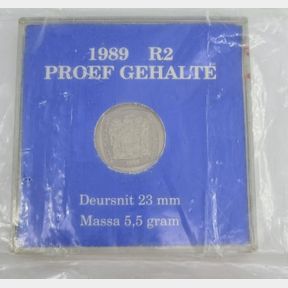 1989 R2
PROEF GEHALTE
Deursnit 23 mm
Massa 5,5 gram